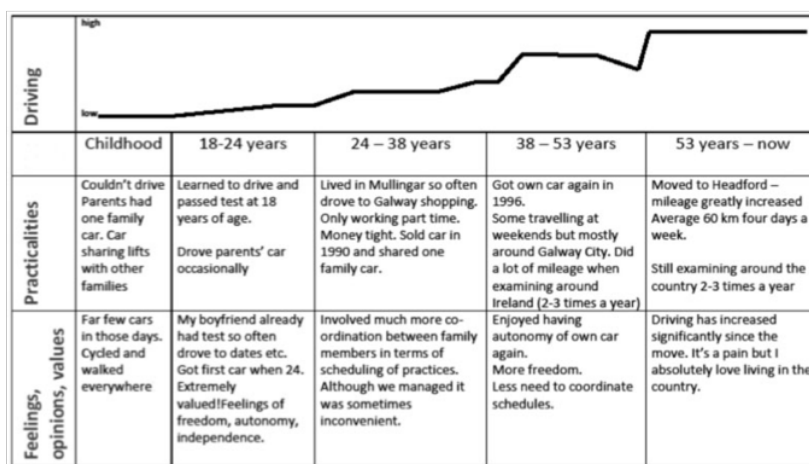 high
Driving
low
Childhood
18-24 years
24 – 38 years
38 – 53 years
53 years – now
Practicalities
Couldn't drive
Parents had
one family
car. Car
sharing lifts
with other
families
Learned to drive and
passed test at 18
years of age.
Drove parents' car
occasionally
Lived in Mullingar so often
drove to Galway shopping.
Only working part time.
Money tight. Sold car in
1990 and shared one
family car.
Got own car again in
1996.
Some travelling at
weekends but mostly
around Galway City. Did
a lot of mileage when
examining around
Ireland (2-3 times a year)
Moved to Headford –
mileage greatly increased
Average 60 km four days a
week.
Still examining around the
country 2-3 times a year
Feelings,
opinions, values
Far few cars
in those days.
Cycled and
walked
everywhere
My boyfriend already
had test so often
drove to dates etc.
Got first car when 24.
Extremely
valued!Feelings of
freedom, autonomy,
independence.
Involved much more co-
ordination between family
members in terms of
scheduling of practices.
Although we managed it
was sometimes
inconvenient.
Enjoyed having
autonomy of own car
again.
More freedom.
Less need to coordinate
schedules.
Driving has increased
significantly since the
move. It's a pain but I
absolutely love living in the
country.